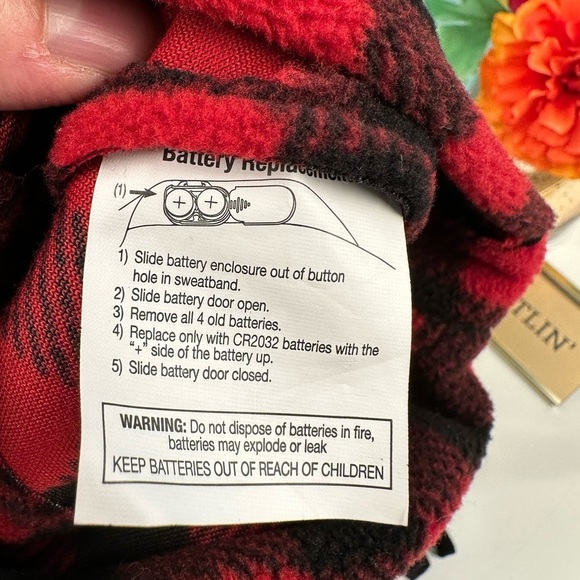 Battery Replacement
(1)
1) Slide battery enclosure out of button
hole in sweatband.
2) Slide battery door open.
3) Remove all 4 old batteries.
4) Replace only with CR2032 batteries with the
"+" side of the battery up.
5) Slide battery door closed.
WARNING: Do not dispose of batteries in fire,
batteries may explode or leak
KEEP BATTERIES OUT OF REACH OF CHILDREN
TLIN'